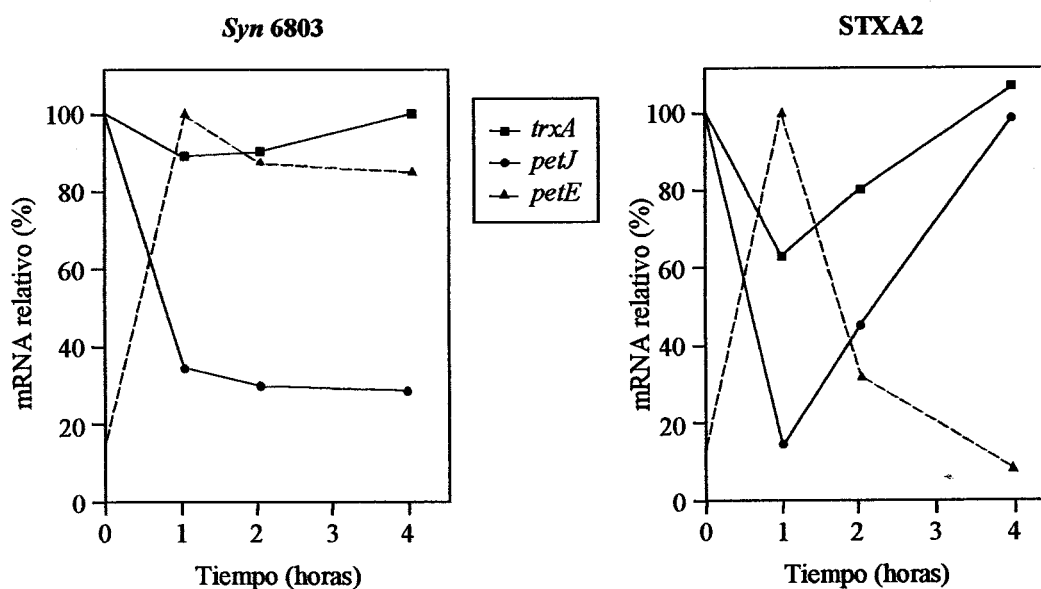 Syn 6803
mRNA relativo (%)
100
80
60
40
20
0
0 1 2 3 4
Tiempo (horas)
trxA
petJ
petE
STXA2
mRNA relativo (%)
100
80
60
40
20
0
0 1 2 3 4
Tiempo (horas)